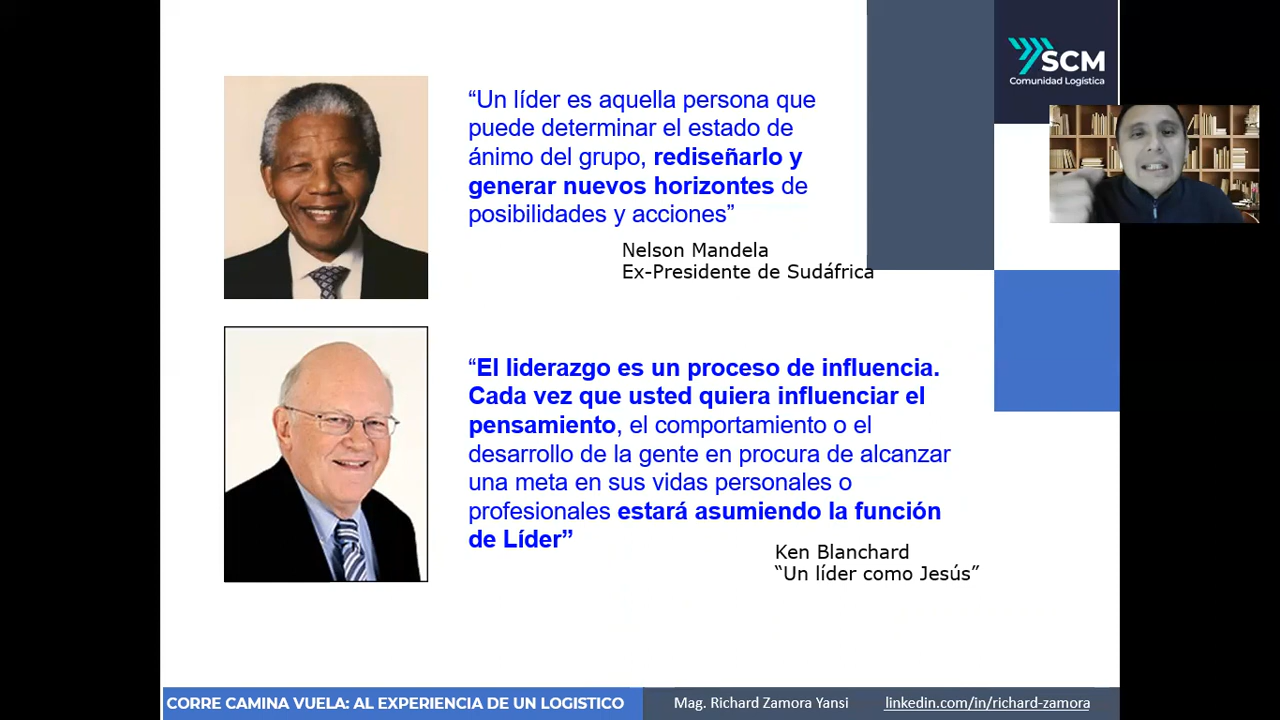 SCM
Comunidad Logística
“Un líder es aquella persona que
puede determinar el estado de
ánimo del grupo, rediseñarlo y
generar nuevos horizontes de
posibilidades y acciones”
Nelson Mandela
Ex-Presidente de Sudáfrica
“El liderazgo es un proceso de influencia.
Cada vez que usted quiera influenciar el
pensamiento, el comportamiento o el
desarrollo de la gente en procura de alcanzar
una meta en sus vidas personales o
profesionales estará asumiendo la función
de Líder”
Ken Blanchard
“Un líder como Jesús”
CORRE CAMINA VUELA: AL EXPERIENCIA DE UN LOGISTICO
Mag. Richard Zamora Yansi
linkedin.com/in/richard-zamora